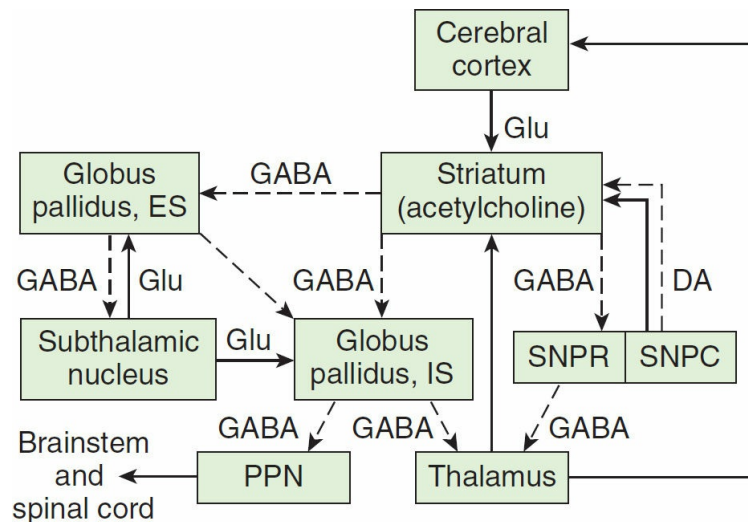 Cerebral
cortex
Glu
Globus
pallidus, ES
GABA
Striatum
(acetylcholine)
GABA
Glu
GABA
GABA
DA
Subthalamic
nucleus
Glu
Globus
pallidus, IS
SNPR
SNPC
GABA
GABA
GABA
Brainstem
and
spinal cord
PPN
Thalamus